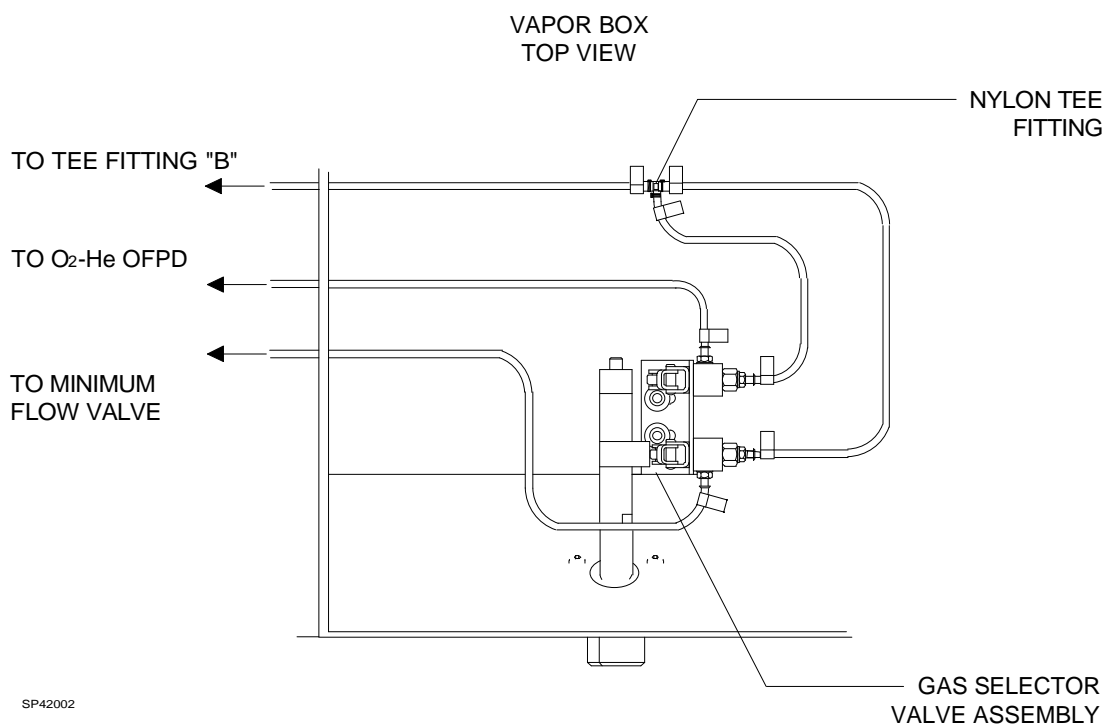 VAPOR BOX
TOP VIEW
NYLON TEE
FITTING
TO TEE FITTING "B"
TO O2-He OFPD
TO MINIMUM
FLOW VALVE
GAS SELECTOR
VALVE ASSEMBLY
SP42002